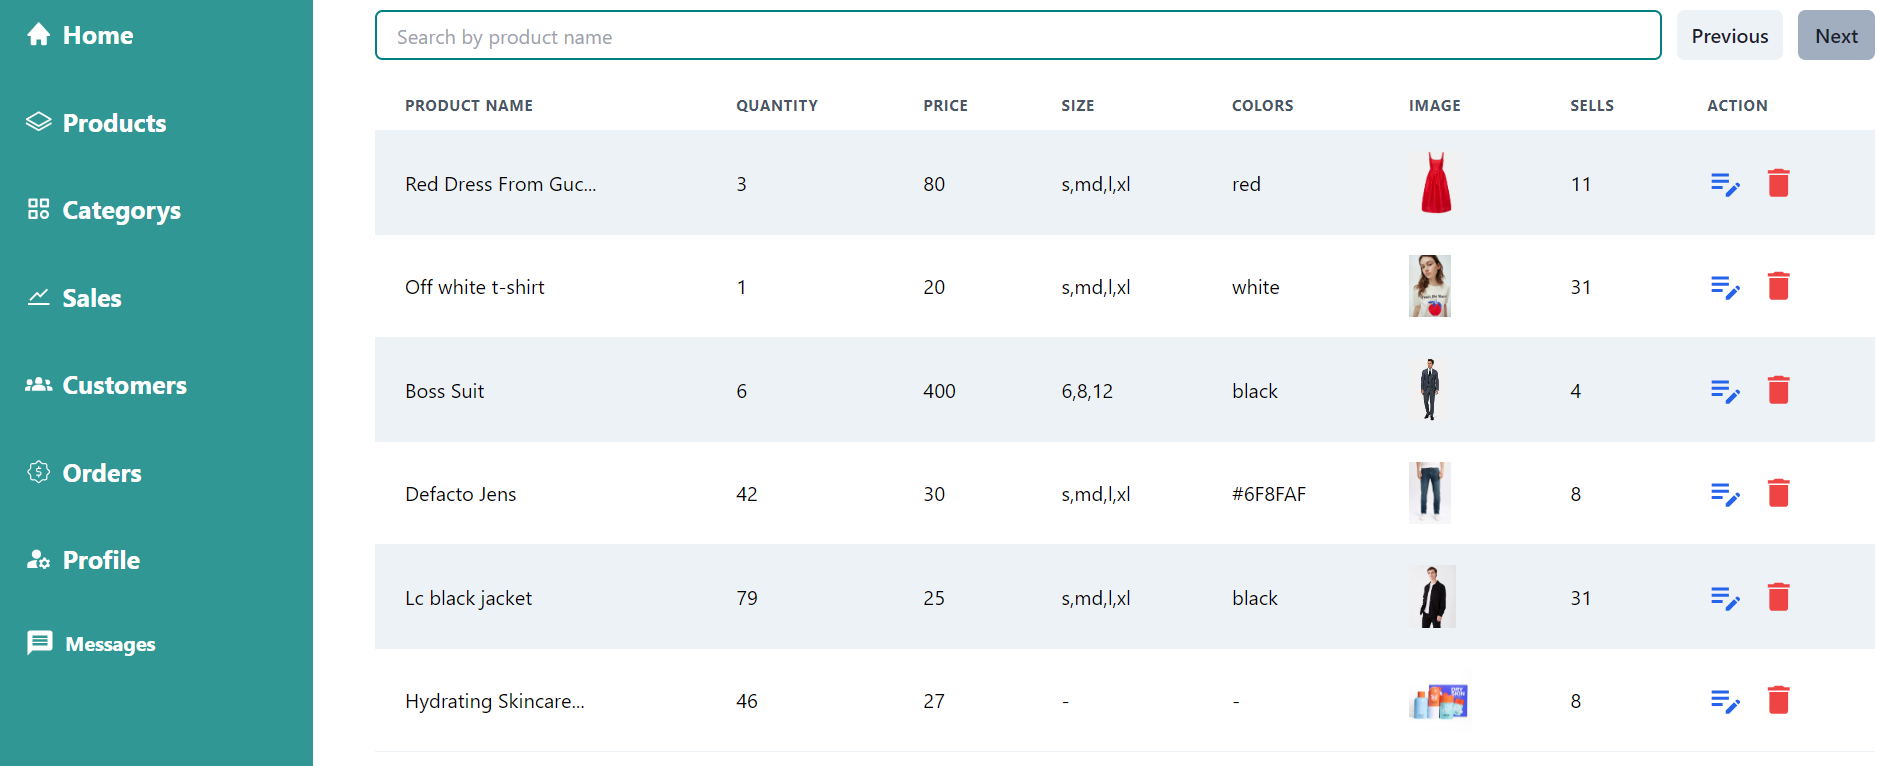 Home
Products
Categorys
Sales
Customers
Orders
Profile
Messages
Search by product name
Previous
Next
PRODUCT NAME QUANTITY PRICE SIZE COLORS IMAGE SELLS ACTION
Red Dress From Guc... 3 80 s,md,l,xl red 11
Off white t-shirt 1 20 s,md,l,xl white 31
Boss Suit 6 400 6,8,12 black 4
Defacto Jens 42 30 s,md,l,xl #6F8FAF 8
Lc black jacket 79 25 s,md,l,xl black 31
Hydrating Skincare... 46 27 - - 8
DRY
SKIN